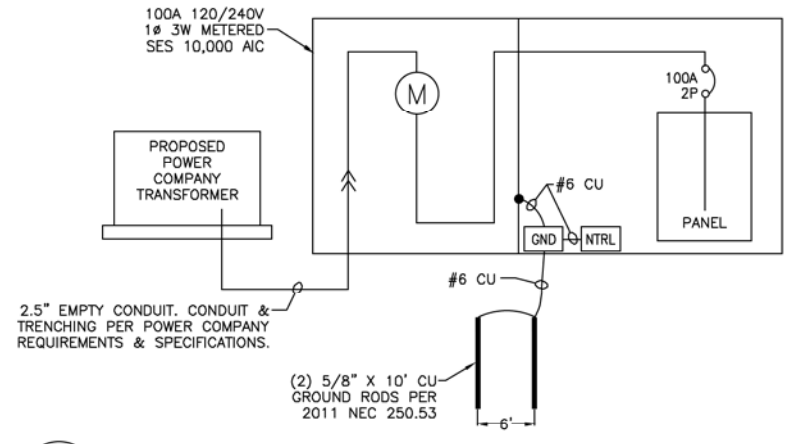 100A 120/240V
1ø 3W METERED
SES 10,000 AIC
M
100A
2P
PROPOSED
POWER
COMPANY
TRANSFORMER
#6 CU
PANEL
GND
NTRL
#6 CU
2.5" EMPTY CONDUIT. CONDUIT &
TRENCHING PER POWER COMPANY
REQUIREMENTS & SPECIFICATIONS.
(2) 5/8" X 10' CU
GROUND RODS PER
2011 NEC 250.53
6'